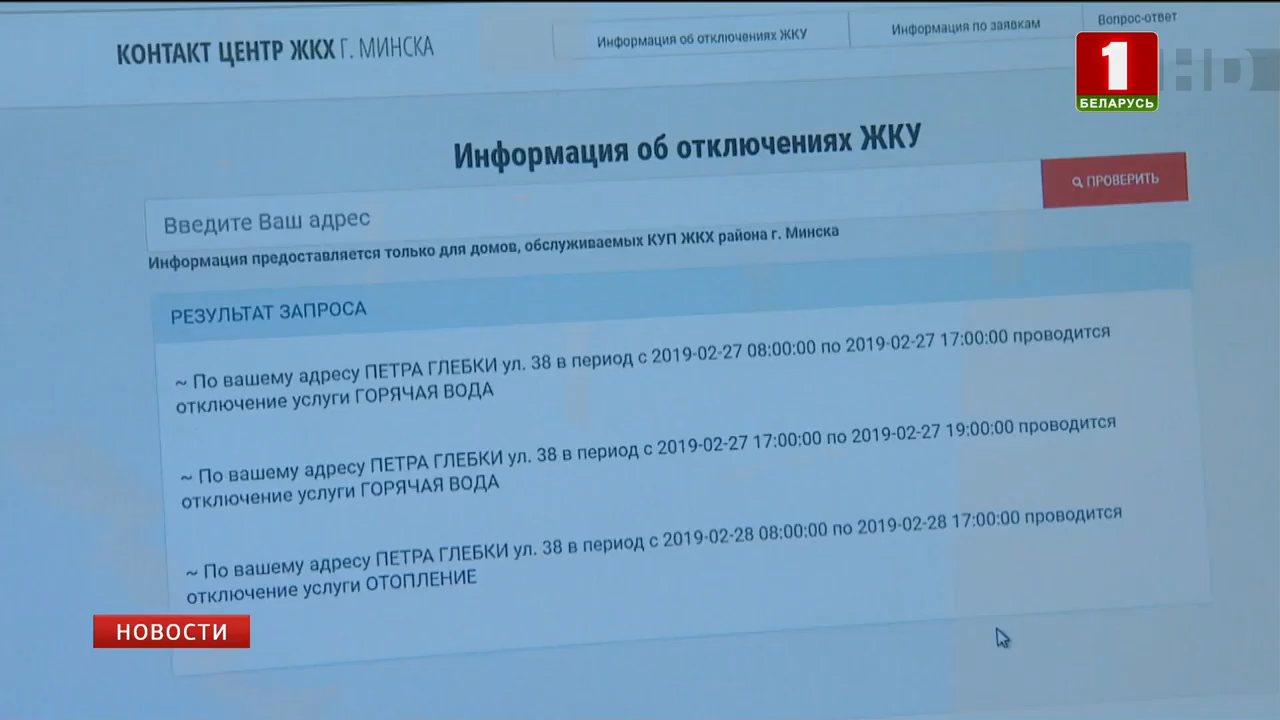 КОНТАКТ ЦЕНТР ЖКХ Г. МИНСКА
Информация об отключениях ЖКУ
Информация по заявкам
Вопрос-ответ
1
HD
БЕЛАРУСЬ
Информация об отключениях ЖКУ
Введите Ваш адрес
ПРОВЕРИТЬ
Информация предоставляется только для домов, обслуживаемых КУП ЖКХ района г. Минска
РЕЗУЛЬТАТ ЗАПРОСА
~ По вашему адресу ПЕТРА ГЛЕБКИ ул. 38 в период с 2019-02-27 08:00:00 по 2019-02-27 17:00:00 проводится
отключение услуги ГОРЯЧАЯ ВОДА
~ По вашему адресу ПЕТРА ГЛЕБКИ ул. 38 в период с 2019-02-27 17:00:00 по 2019-02-27 19:00:00 проводится
отключение услуги ГОРЯЧАЯ ВОДА
~ По вашему адресу ПЕТРА ГЛЕБКИ ул. 38 в период с 2019-02-28 08:00:00 по 2019-02-28 17:00:00 проводится
отключение услуги ОТОПЛЕНИЕ
НОВОСТИ